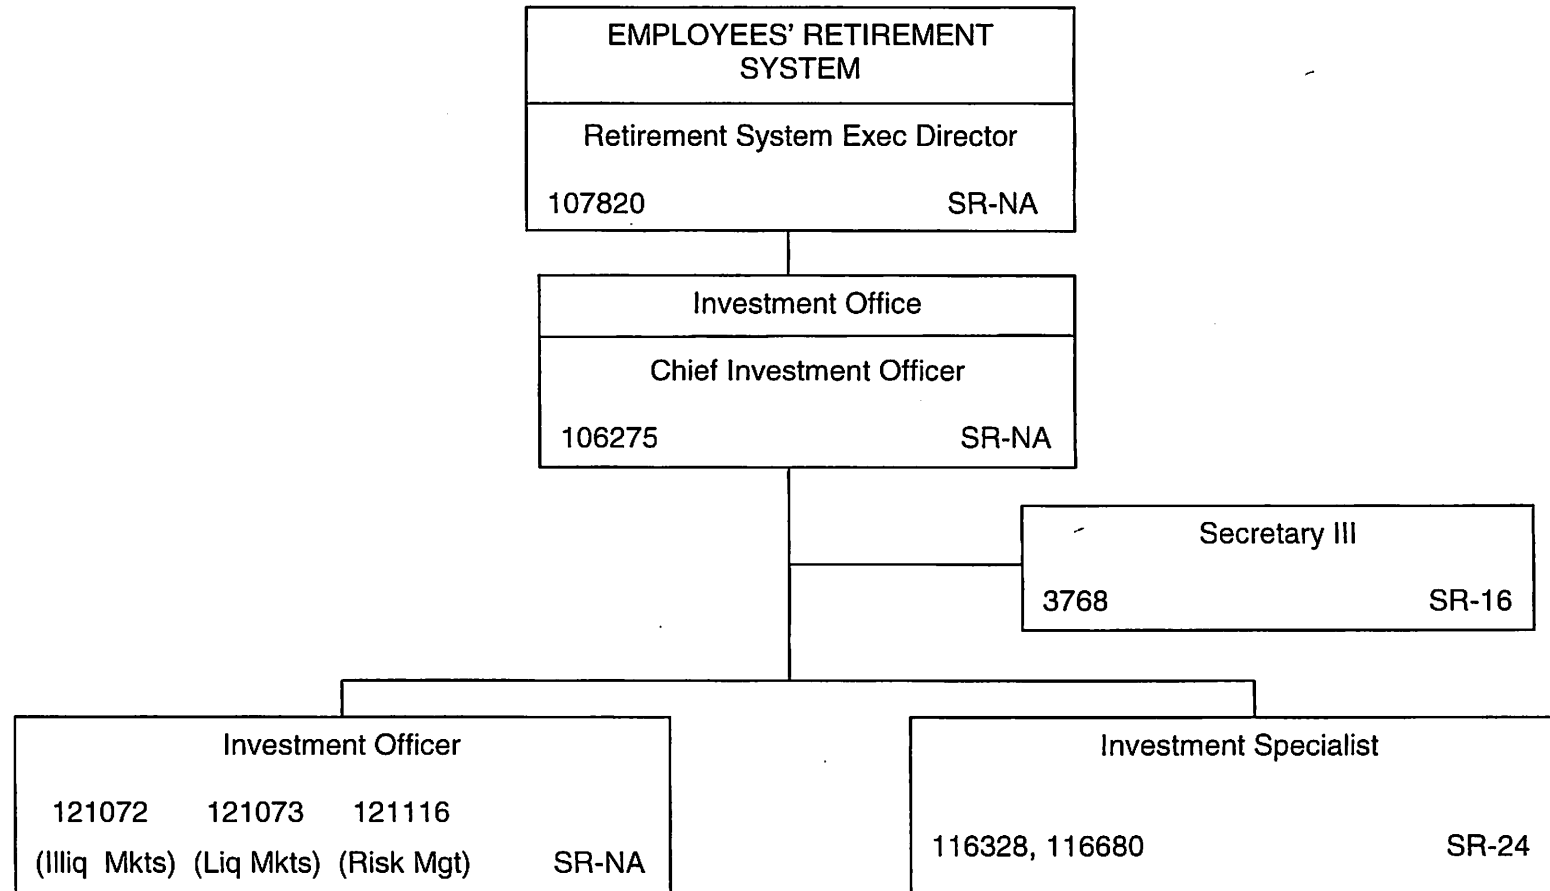 EMPLOYEES' RETIREMENT
SYSTEM
Retirement System Exec Director
107820 SR-NA
Investment Office
Chief Investment Officer
106275 SR-NA
Secretary III
3768 SR-16
Investment Officer
121072 121073 121116
(Illiq Mkts) (Liq Mkts) (Risk Mgt) SR-NA
Investment Specialist
116328, 116680 SR-24